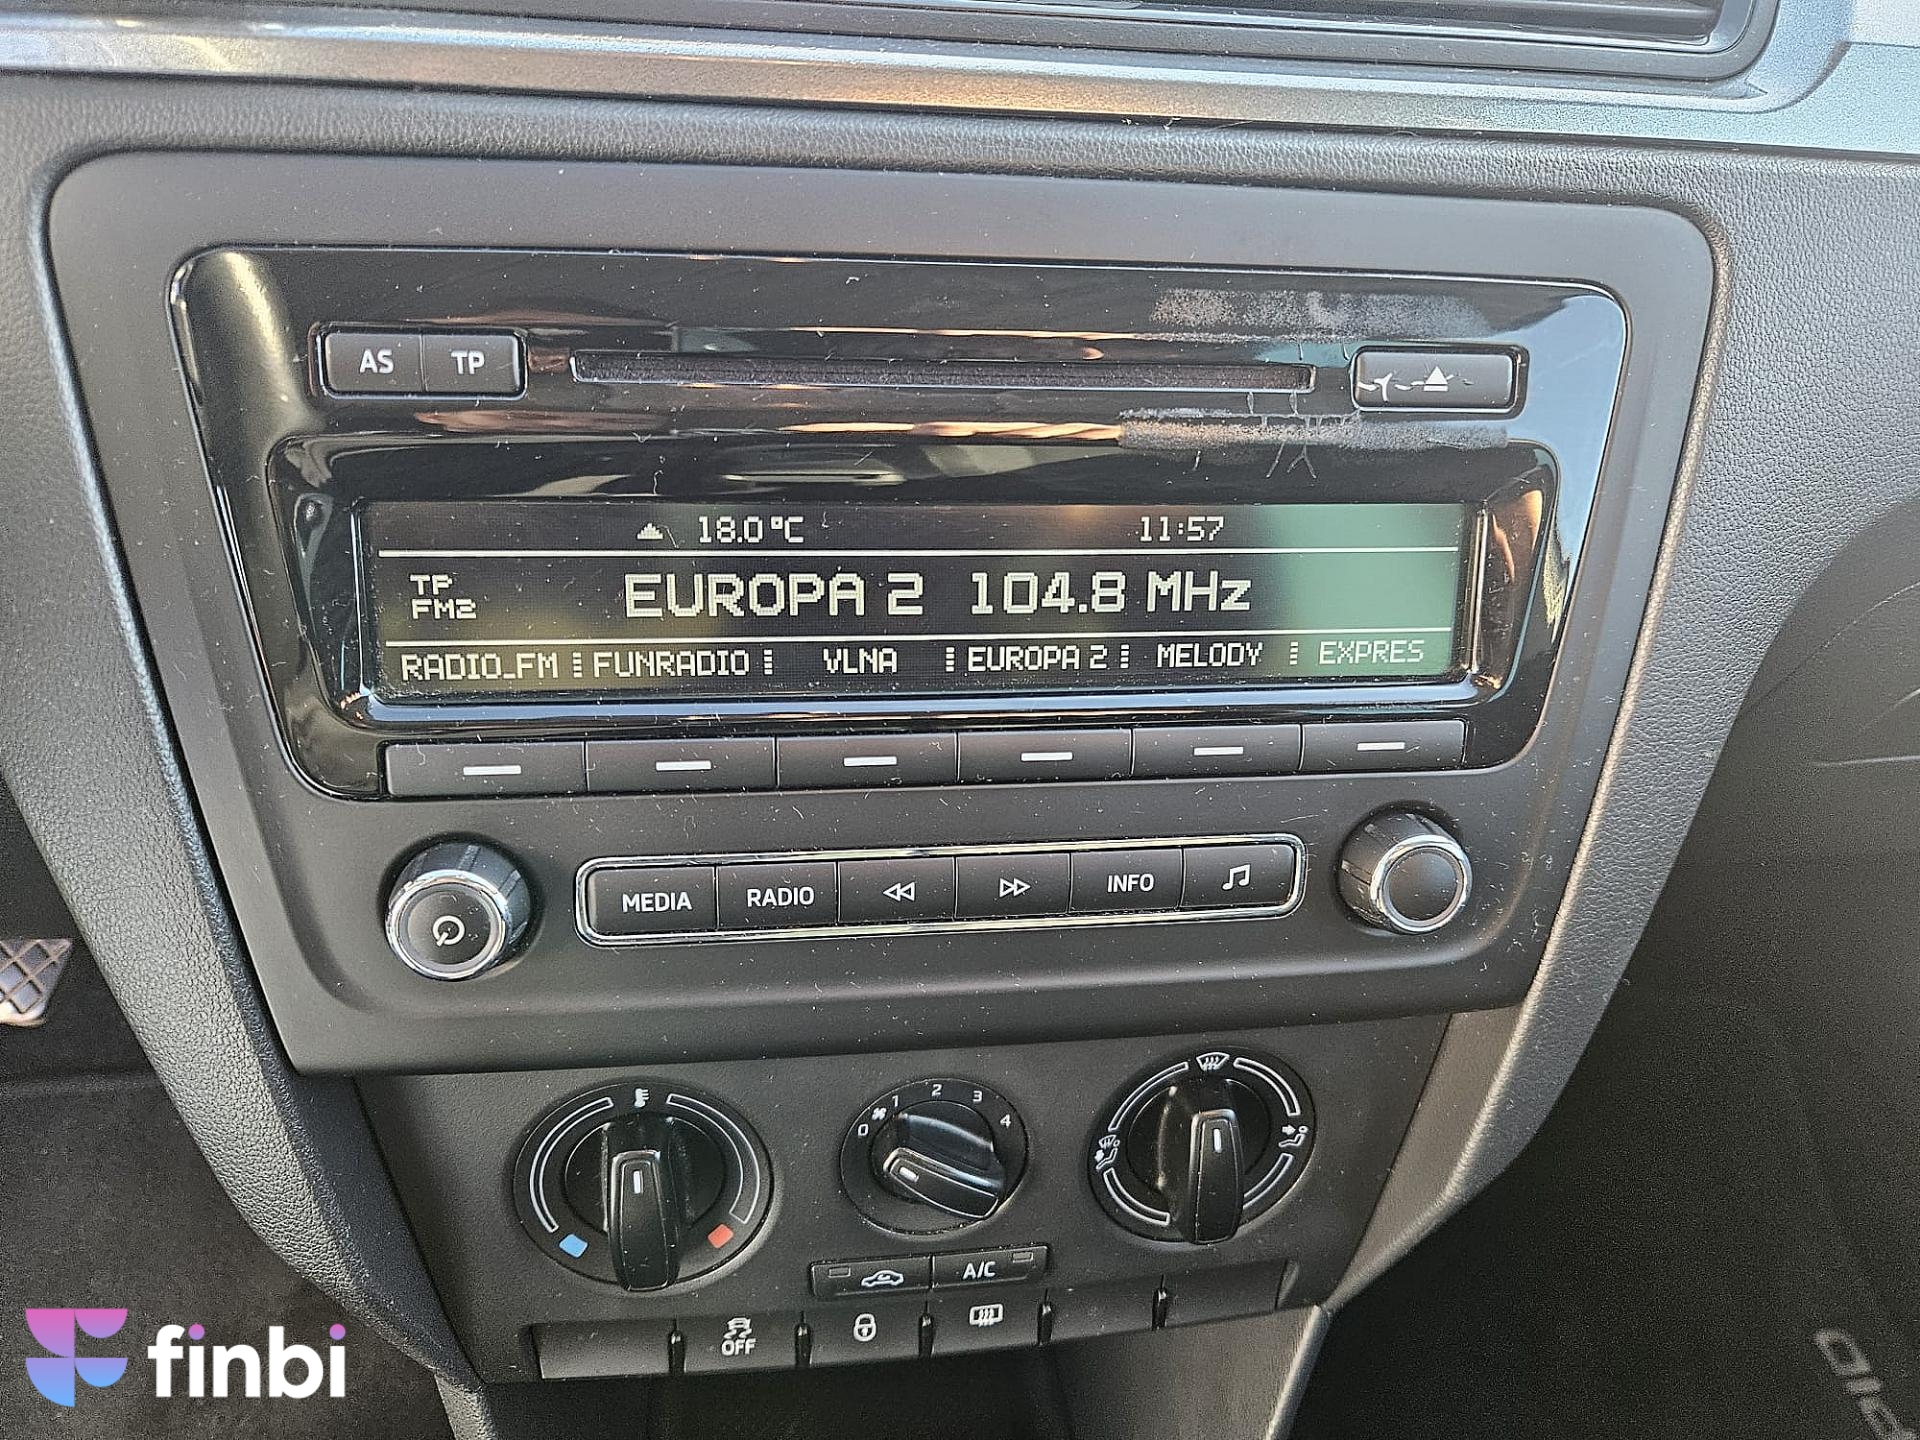 AS TP
18.0°C 11:57
TP
FM2
EUROPA 2 104.8 MHz
RADIO_FM FUNRADIO VLNA EUROPA 2 MELODY EXPRES
MEDIA RADIO INFO
0 1 2 3 4
A/C
OFF
finbi